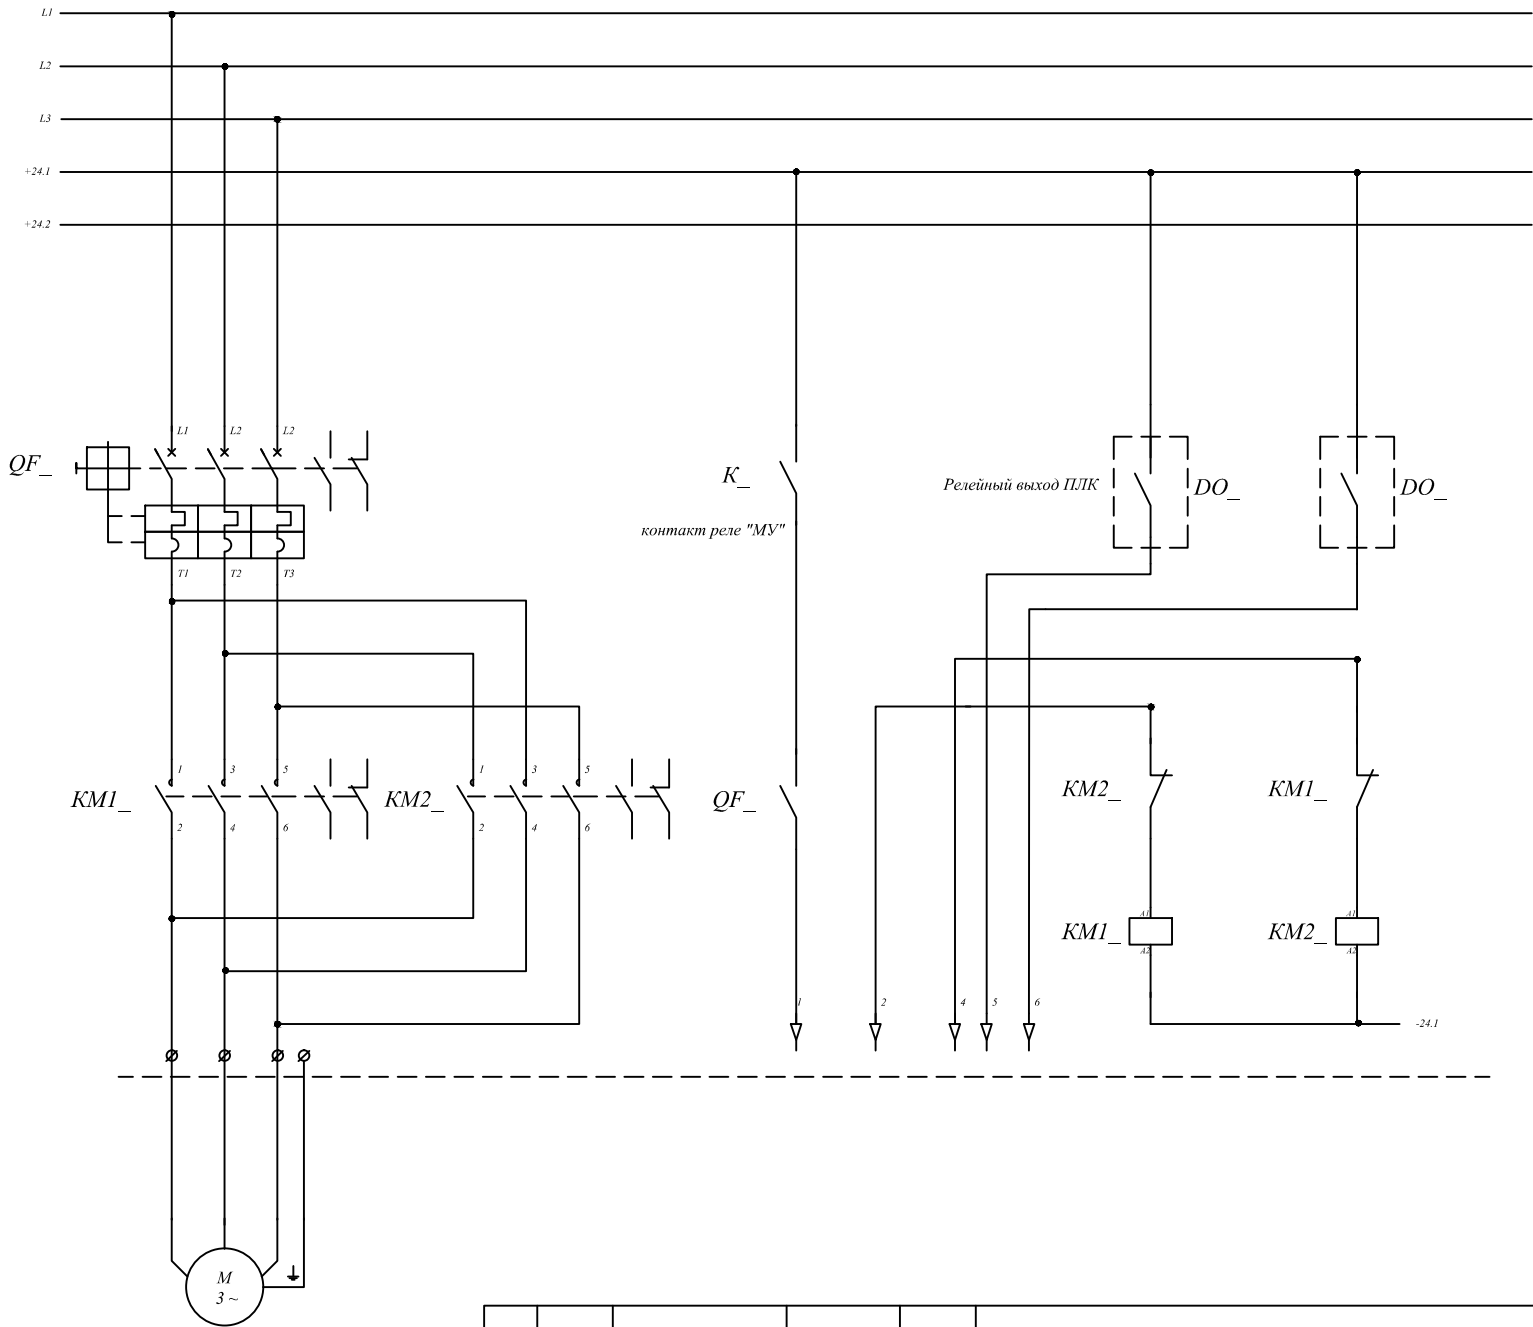 L1
L2
L3
+24.1
+24.2
L1 L2 L2
QF_
K_
Релейный выход ПЛК
DO_
DO_
контакт реле "МУ"
T1 T2 T3
1 3 5
1 3 5
KM1_
KM2_
QF_
KM2_
KM1_
2 4 6
2 4 6
A1
A1
KM1_
KM2_
A2
A2
1 2 4 5 6
-24.1
M
3 ~